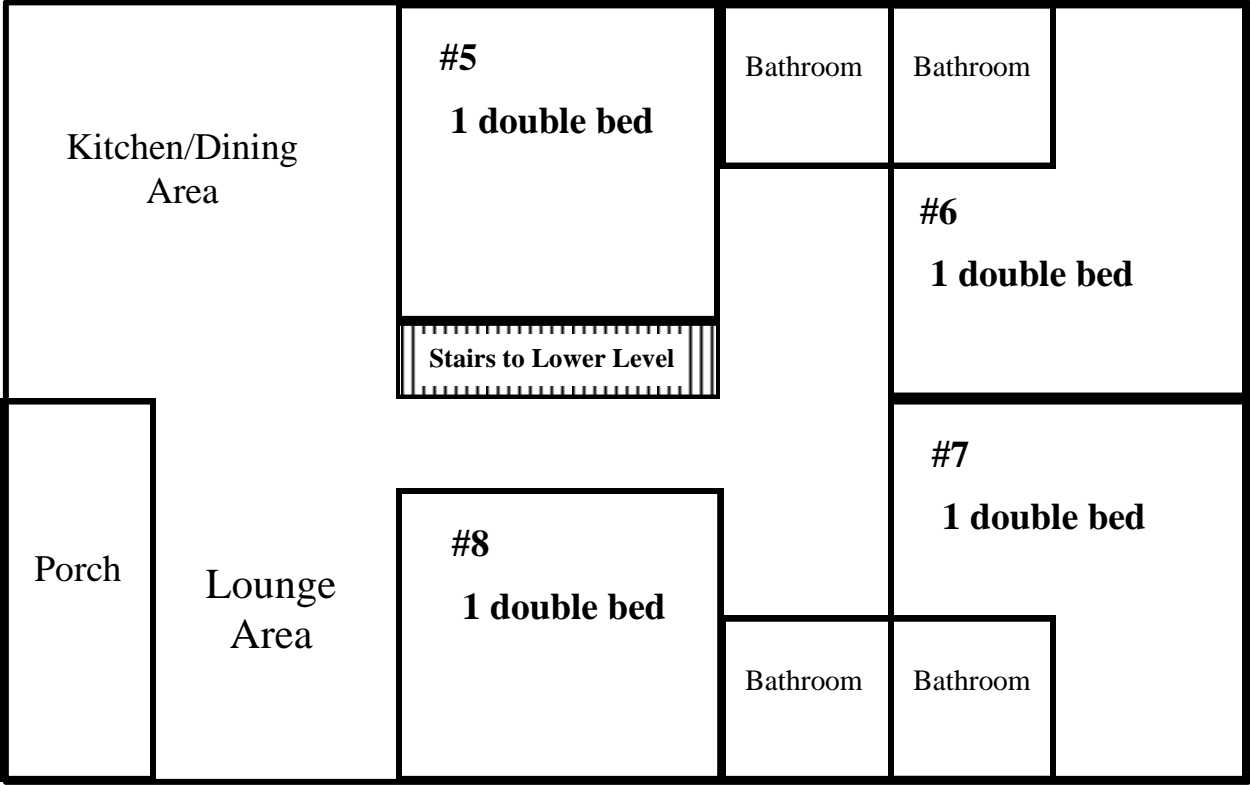 Kitchen/Dining
Area
#5
1 double bed
Bathroom
Bathroom
#6
1 double bed
Stairs to Lower Level
#7
1 double bed
Porch
Lounge
Area
#8
1 double bed
Bathroom
Bathroom